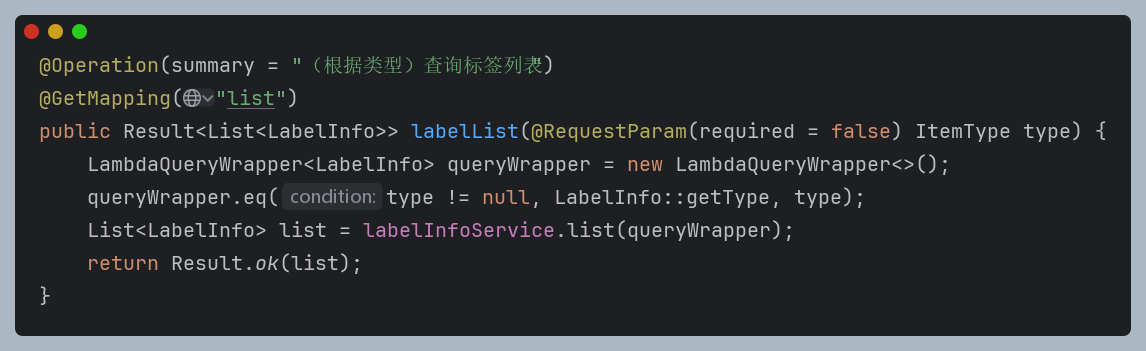 @Operation(summary = "（根据类型）查询标签列表")
@GetMapping("list")
public Result<List<LabelInfo>> labelList(@RequestParam(required = false) ItemType type) {
    LambdaQueryWrapper<LabelInfo> queryWrapper = new LambdaQueryWrapper<>();
    queryWrapper.eq( condition: type != null, LabelInfo::getType, type);
    List<LabelInfo> list = labelInfoService.list(queryWrapper);
    return Result.ok(list);
}